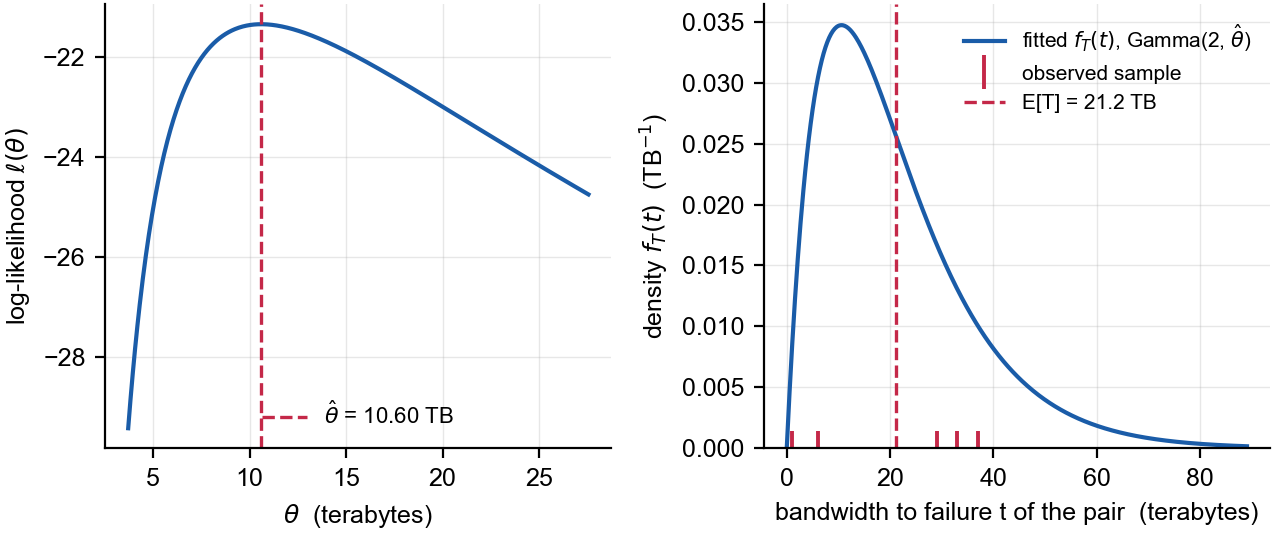 log-likelihood ℓ(θ)
−22
−24
−26
−28
θ̂ = 10.60 TB
5 10 15 20 25
θ (terabytes)
density f_T(t) (TB⁻¹)
0.035
0.030
0.025
0.020
0.015
0.010
0.005
0.000
fitted f_T(t), Gamma(2, θ̂)
observed sample
E[T] = 21.2 TB
0 20 40 60 80
bandwidth to failure t of the pair (terabytes)